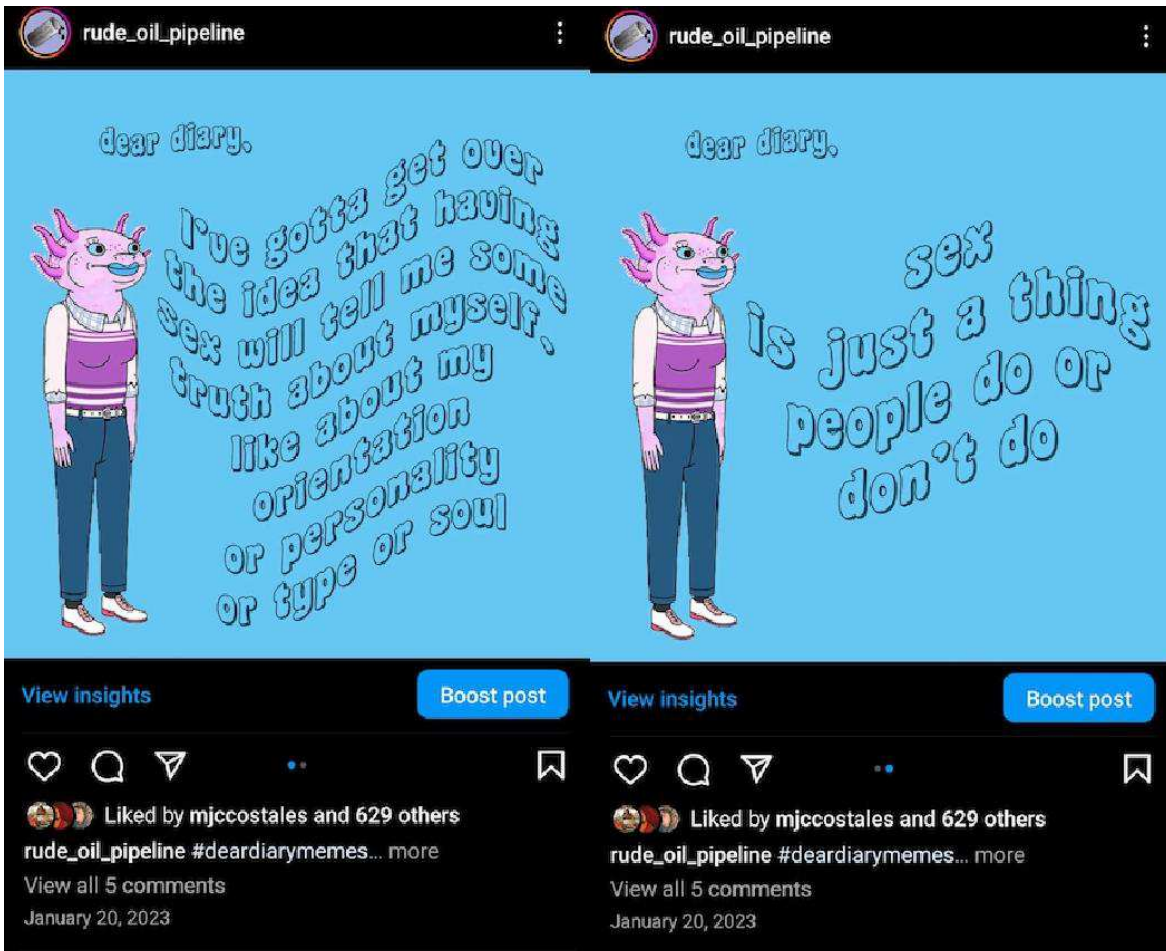 rude_oil_pipeline
dear diary,
I've gotta get over
the idea that having
sex will tell me some
truth about myself,
like about my
orientation
or personality
or type or soul
View insights
Boost post
Liked by mjccostales and 629 others
rude_oil_pipeline #deardiarymemes... more
View all 5 comments
January 20, 2023
rude_oil_pipeline
dear diary,
sex
is just a thing
people do or
don't do
View insights
Boost post
Liked by mjccostales and 629 others
rude_oil_pipeline #deardiarymemes... more
View all 5 comments
January 20, 2023